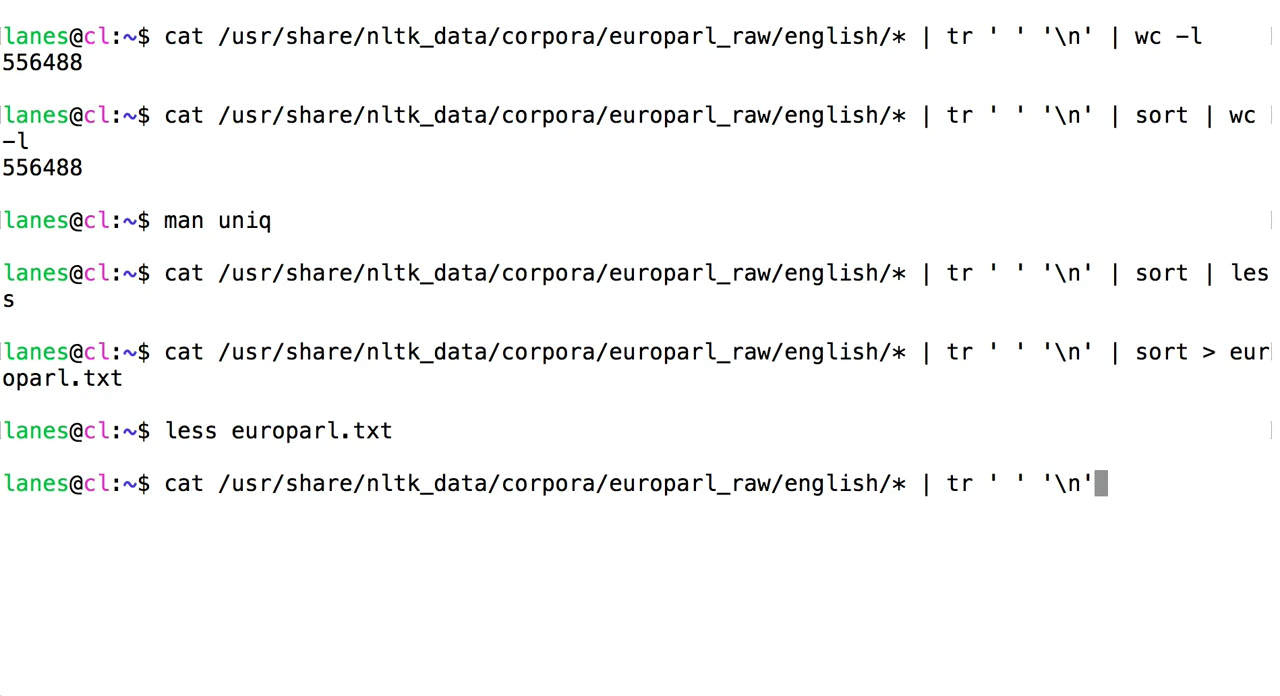 lanes@cl:~$ cat /usr/share/nltk_data/corpora/europarl_raw/english/* | tr ' ' '\n' | wc -l
556488
lanes@cl:~$ cat /usr/share/nltk_data/corpora/europarl_raw/english/* | tr ' ' '\n' | sort | wc
-l
556488
lanes@cl:~$ man uniq
lanes@cl:~$ cat /usr/share/nltk_data/corpora/europarl_raw/english/* | tr ' ' '\n' | sort | les
s
lanes@cl:~$ cat /usr/share/nltk_data/corpora/europarl_raw/english/* | tr ' ' '\n' | sort > eur
oparl.txt
lanes@cl:~$ less europarl.txt
lanes@cl:~$ cat /usr/share/nltk_data/corpora/europarl_raw/english/* | tr ' ' '\n'